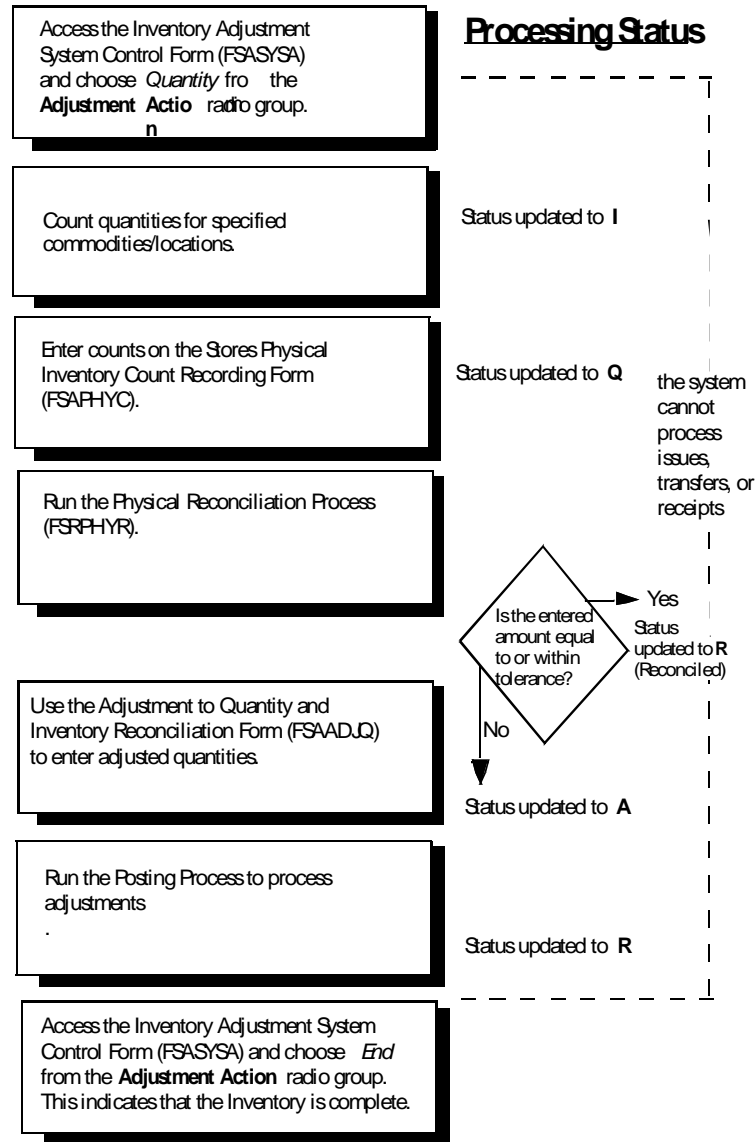 Access the Inventory Adjustment
System Control Form (FSASYSA)
and choose Quantity fro the
Adjustment Actio radio group.
n
Processing Status
Count quantities for specified
commodities/locations.
Status updated to I
Enter counts on the Stores Physical
Inventory Count Recording Form
(FSAPHYC).
Status updated to Q
the system
cannot
process
issues,
transfers, or
receipts
Run the Physical Reconciliation Process
(FSRPHYR).
Is the entered
amount equal
to or within
tolerance?
Yes
Status
updated to R
(Reconciled)
No
Use the Adjustment to Quantity and
Inventory Reconciliation Form (FSAADJQ)
to enter adjusted quantities.
Status updated to A
Run the Posting Process to process
adjustments
.
Status updated to R
Access the Inventory Adjustment System
Control Form (FSASYSA) and choose End
from the Adjustment Action radio group.
This indicates that the Inventory is complete.